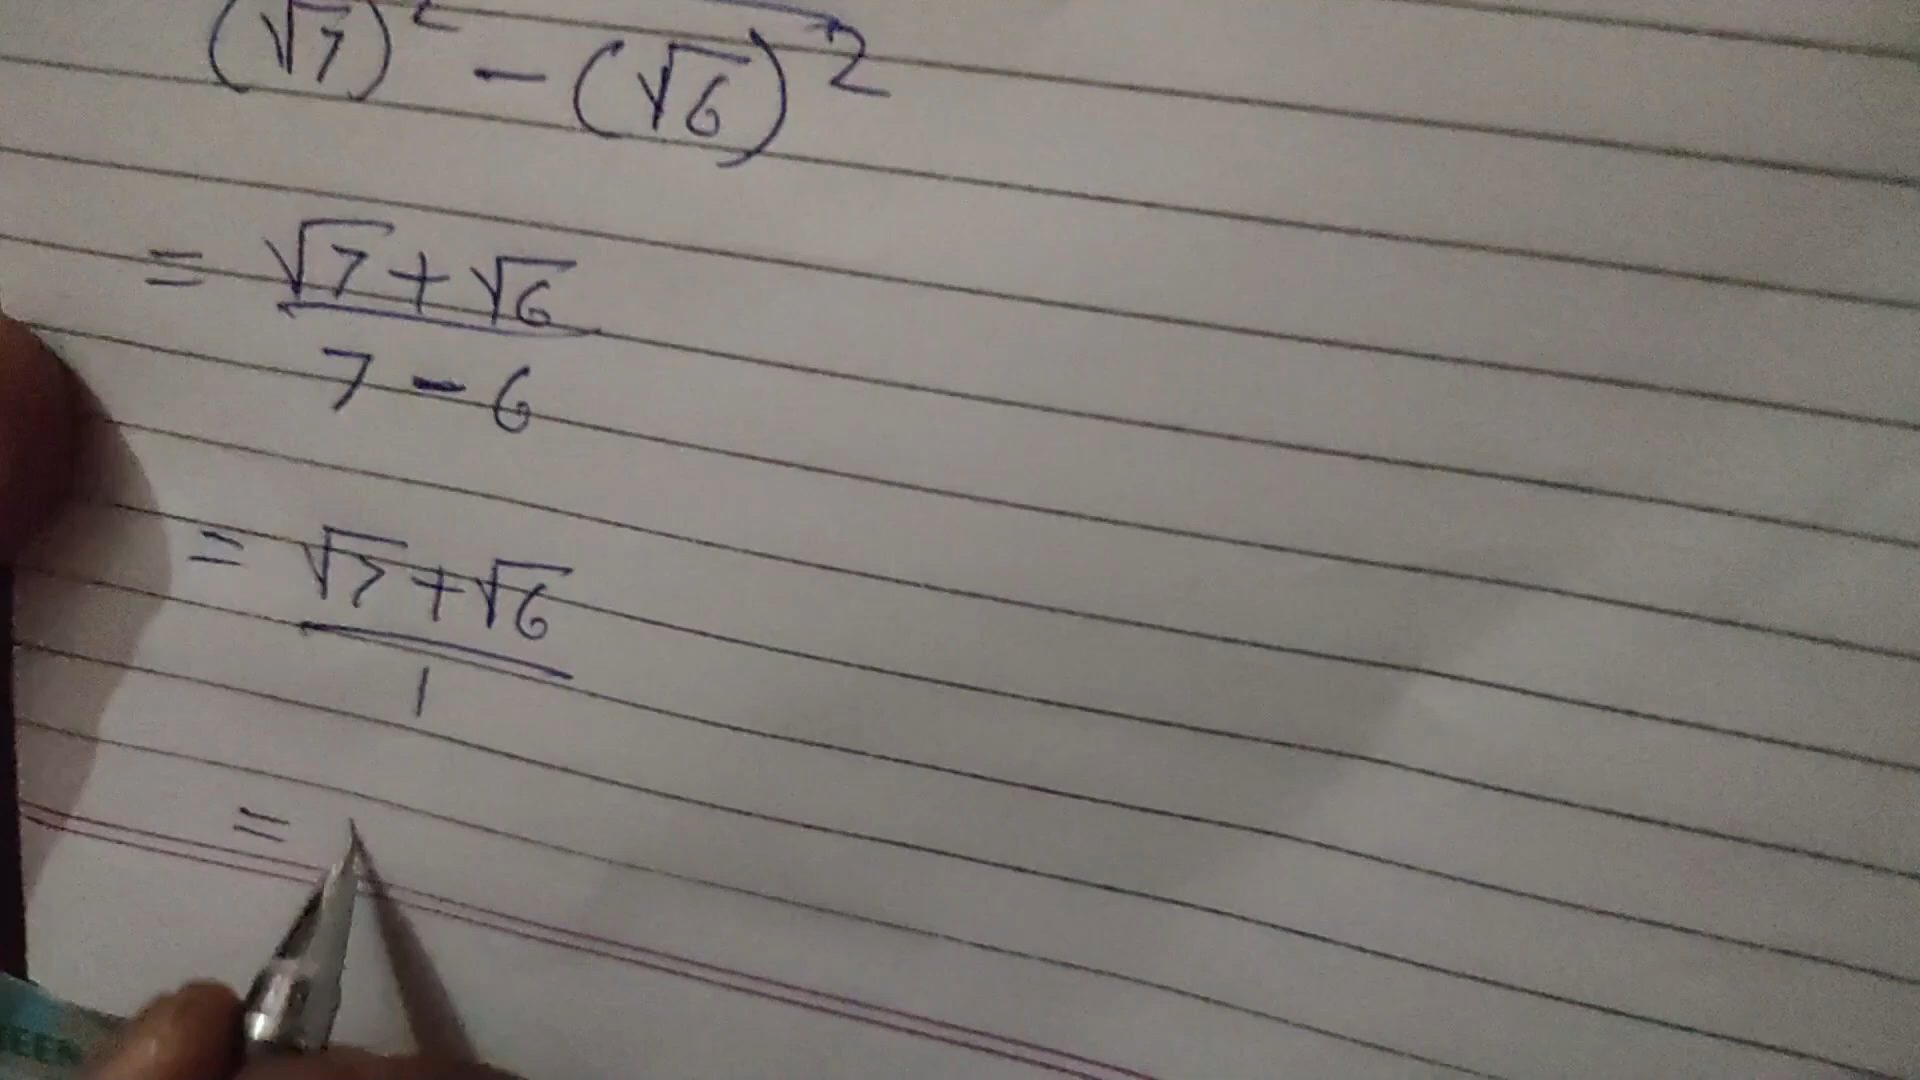 (√7)² - (√6)²
= √7+√6
7 - 6
= √7+√6
1
=